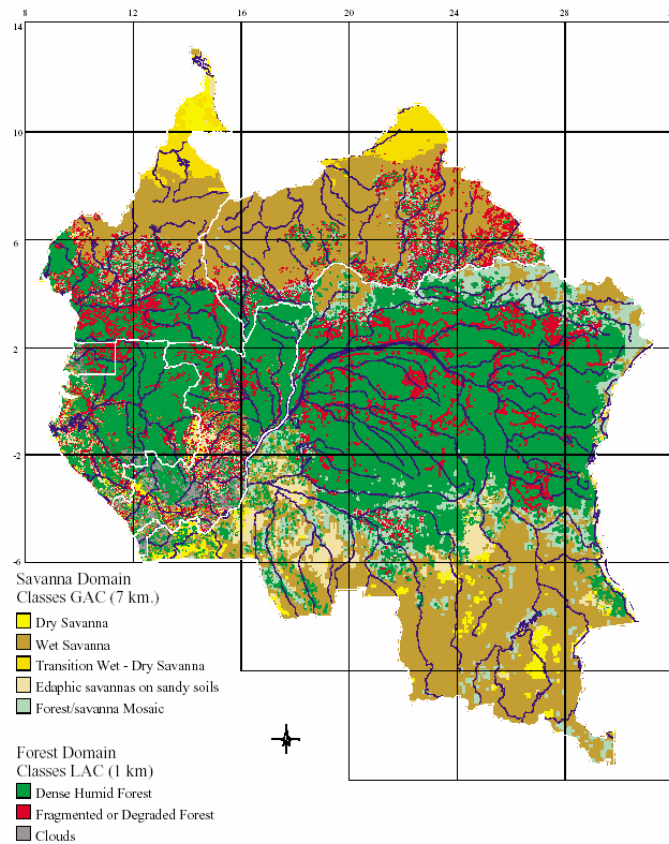 8
12
16
20
24
28
14
10
6
2
-2
-6
Savanna Domain
Classes GAC (7 km.)
Dry Savanna
Wet Savanna
Transition Wet - Dry Savanna
Edaphic savannas on sandy soils
Forest/savanna Mosaic
Forest Domain
Classes LAC (1 km)
Dense Humid Forest
Fragmented or Degraded Forest
Clouds